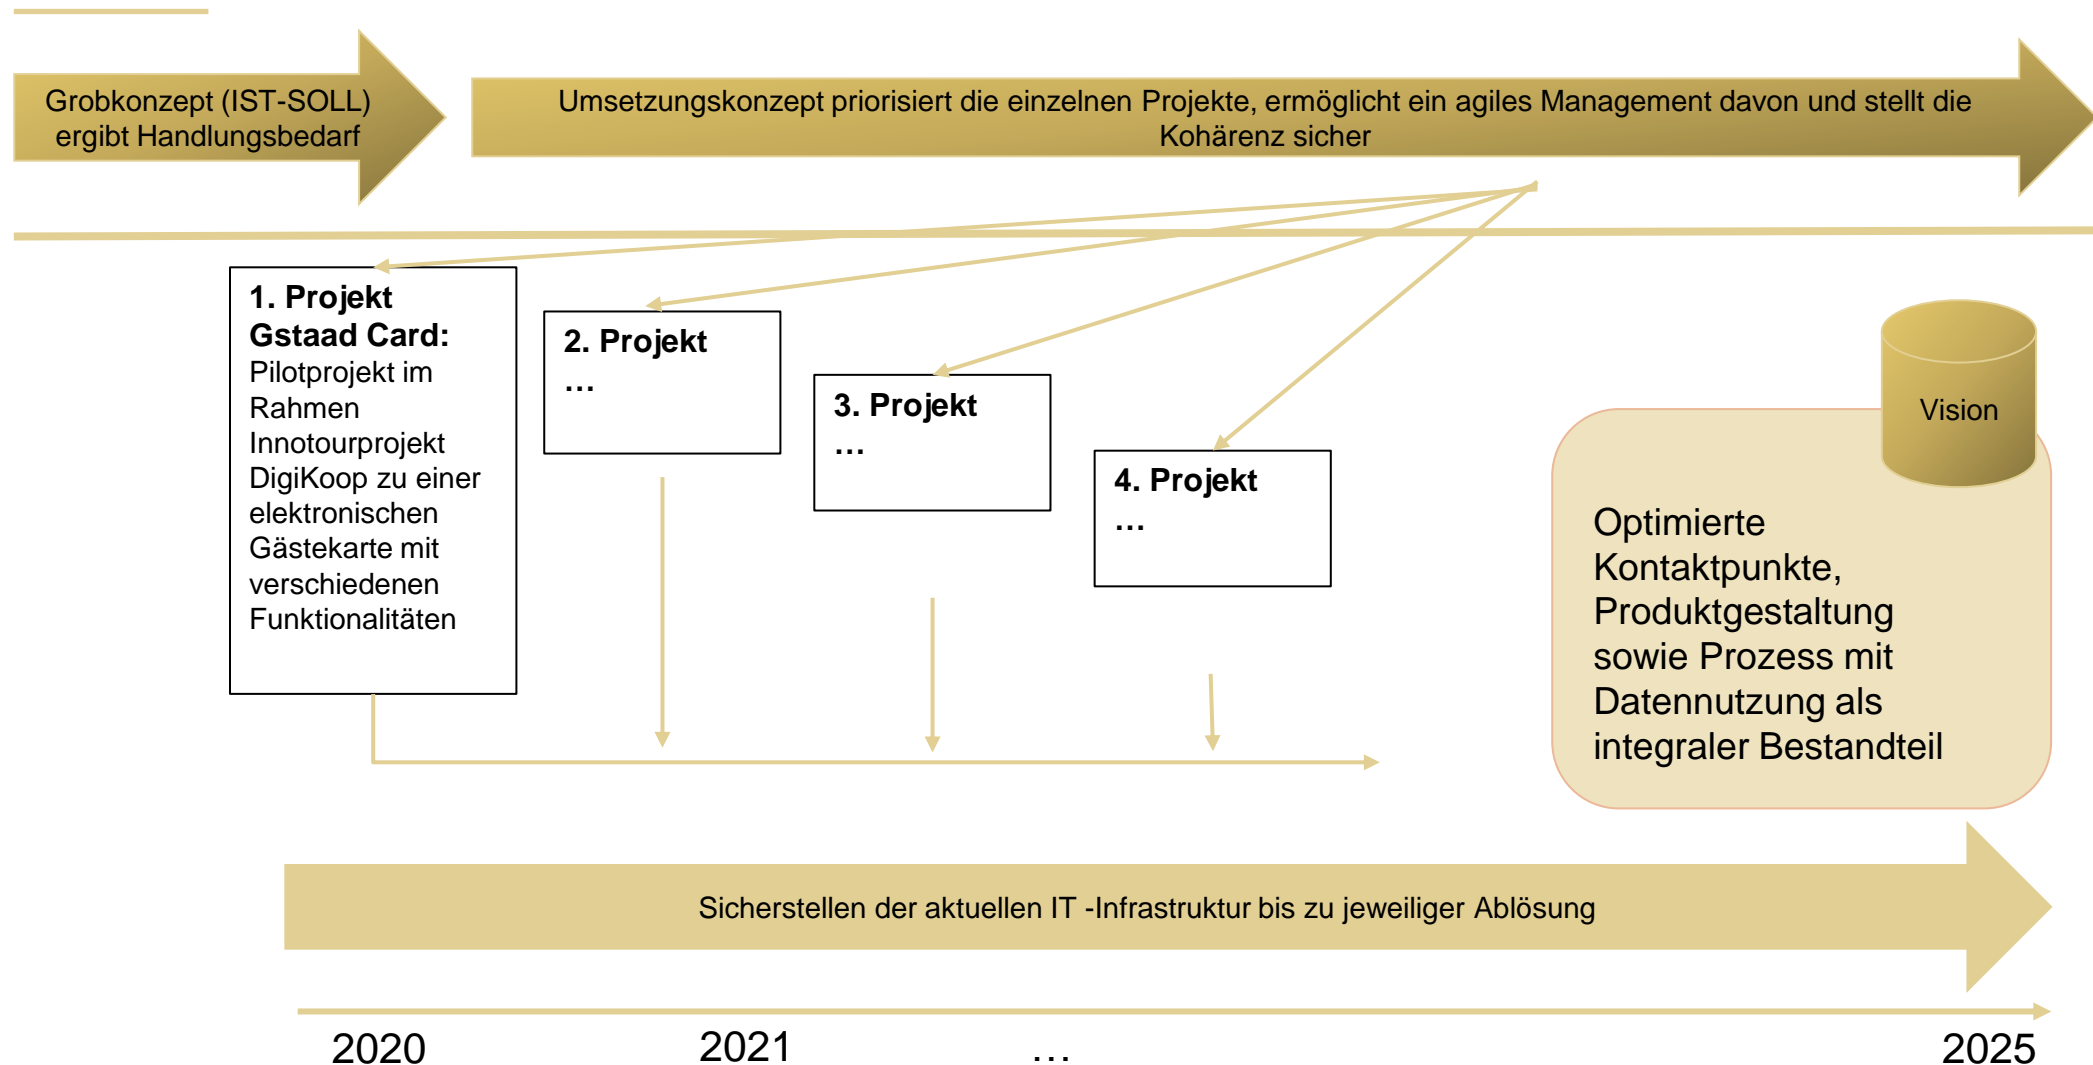 Grobkonzept (IST-SOLL)
ergibt Handlungsbedarf
Umsetzungskonzept priorisiert die einzelnen Projekte, ermöglicht ein agiles Management davon und stellt die
Kohärenz sicher
1. Projekt
Gstaad Card:
Pilotprojekt im
Rahmen
Innotourprojekt
DigiKoop zu einer
elektronischen
Gästekarte mit
verschiedenen
Funktionalitäten
2. Projekt
…
3. Projekt
…
4. Projekt
…
Vision
Optimierte
Kontaktpunkte,
Produktgestaltung
sowie Prozess mit
Datennutzung als
integraler Bestandteil
Sicherstellen der aktuellen IT -Infrastruktur bis zu jeweiliger Ablösung
2020
2021
…
2025